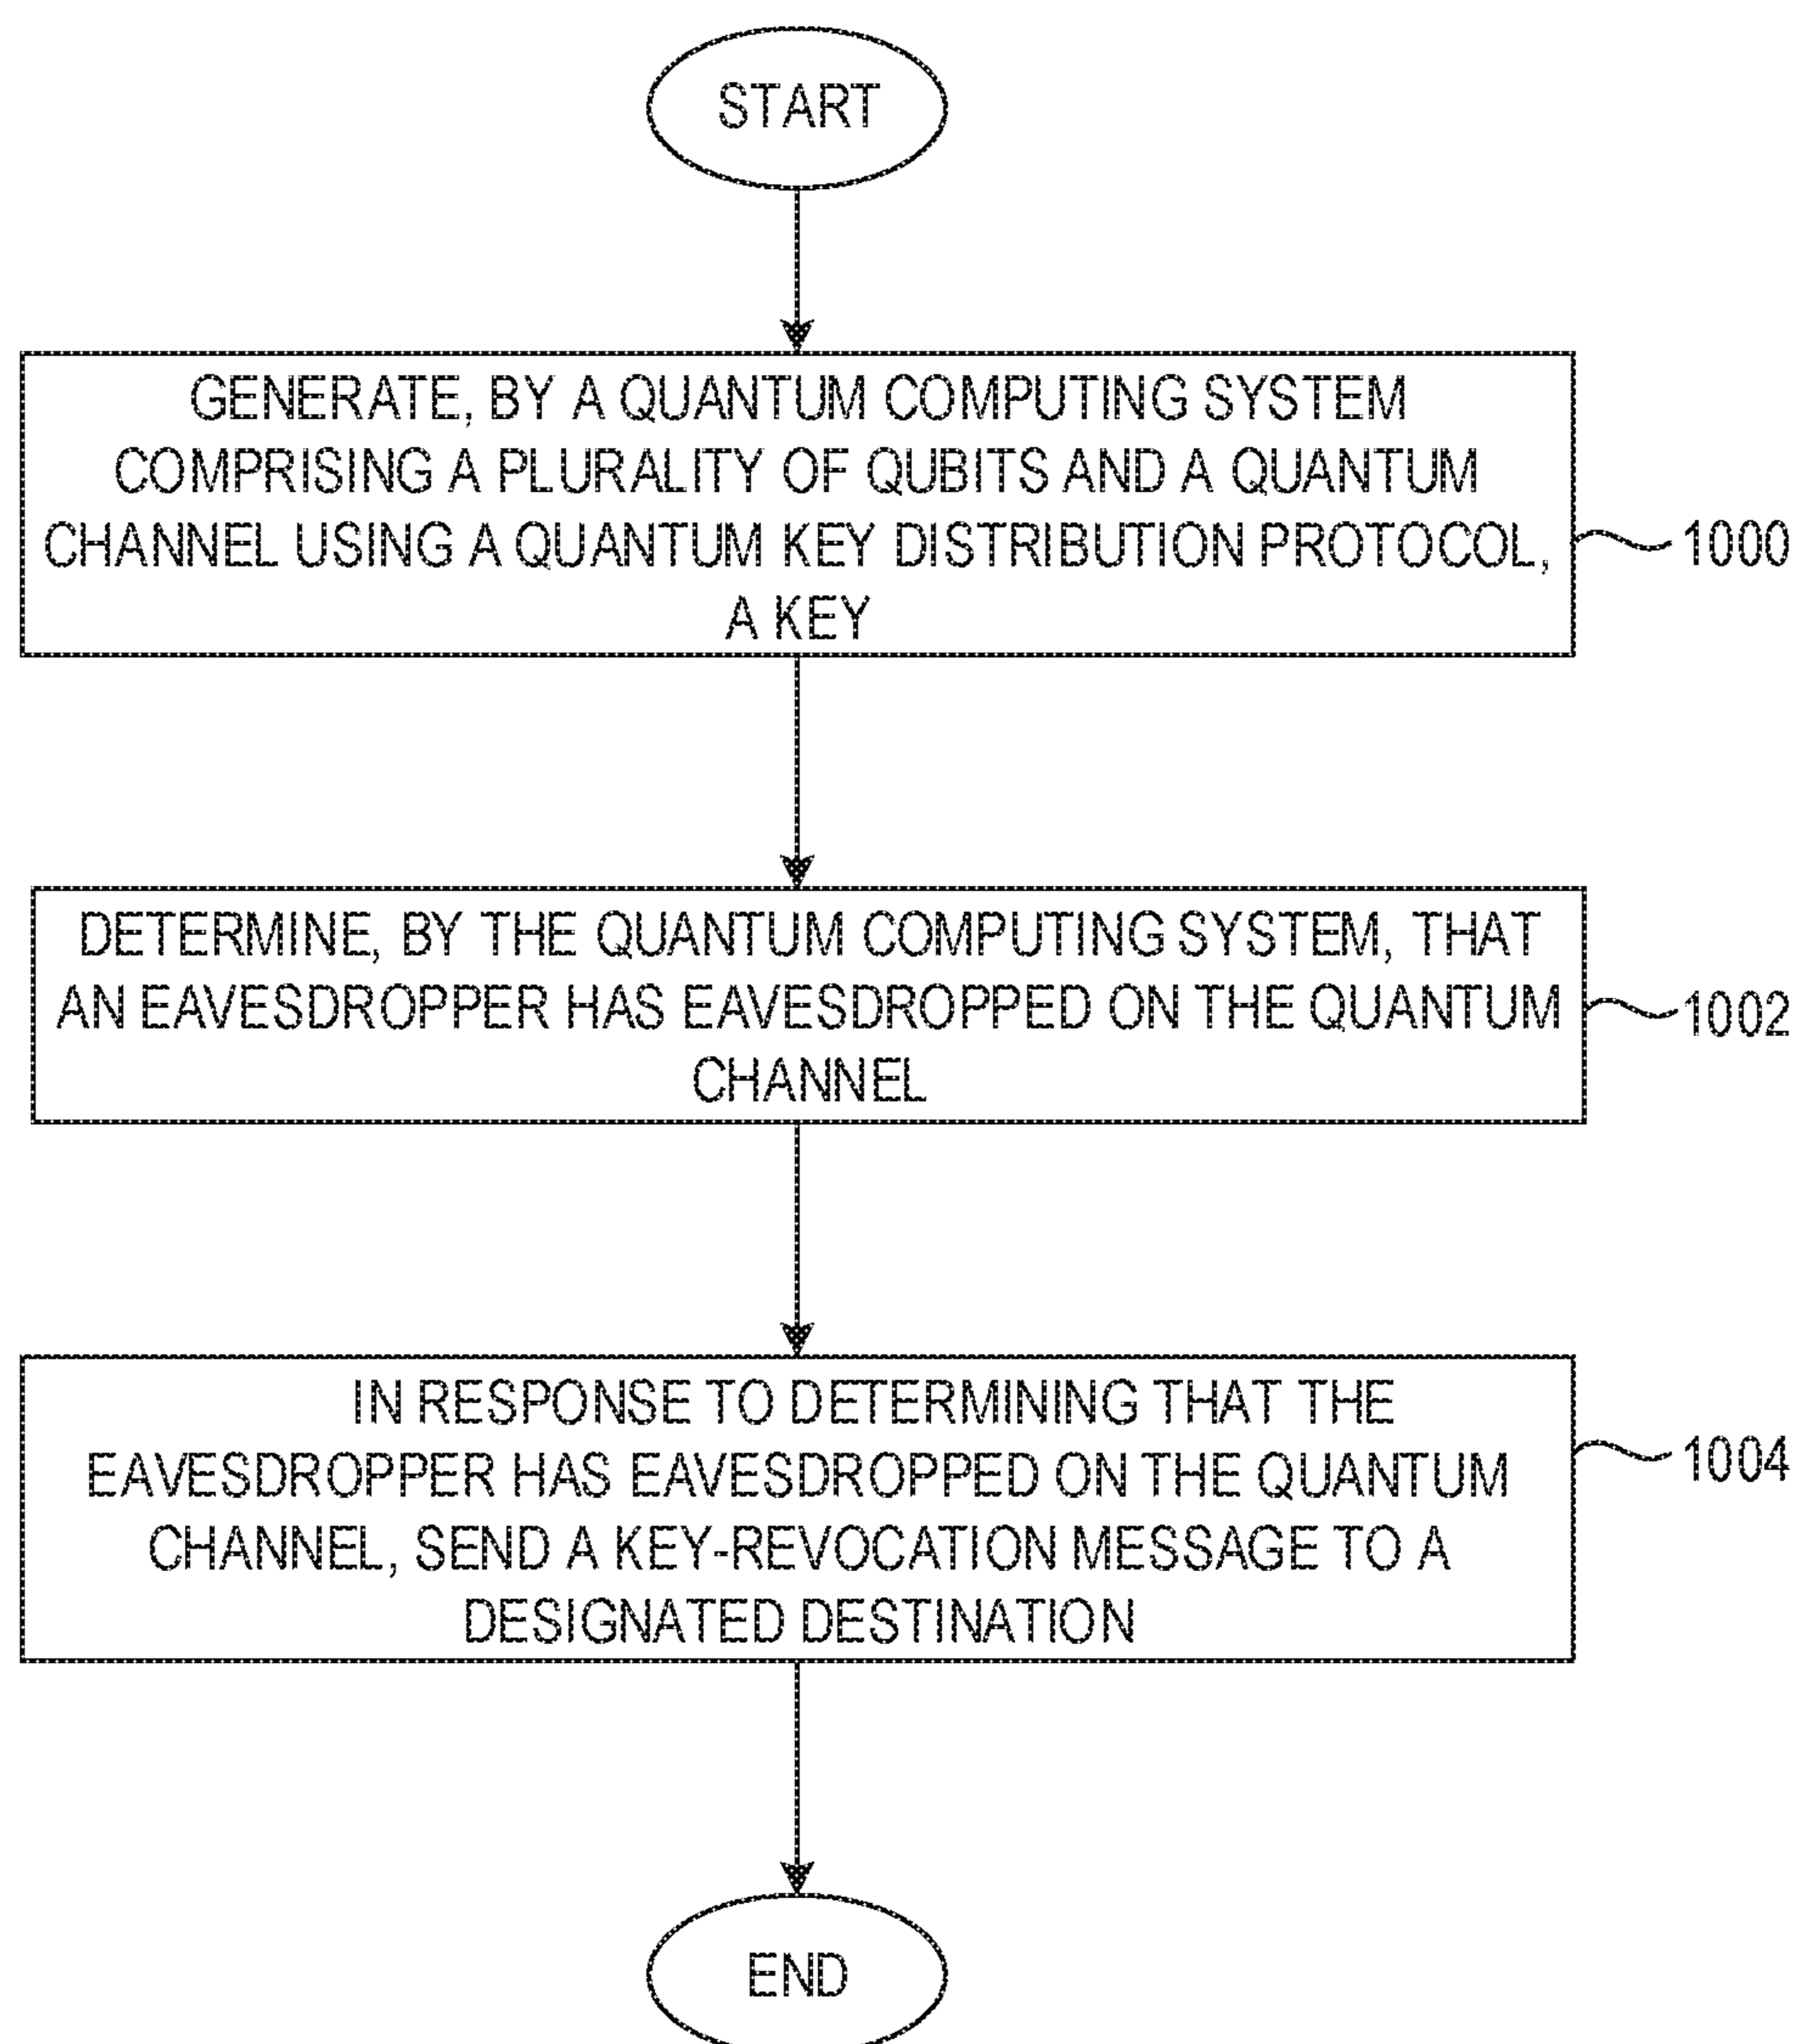 START
GENERATE, BY A QUANTUM COMPUTING SYSTEM
COMPRISING A PLURALITY OF QUBITS AND A QUANTUM
CHANNEL USING A QUANTUM KEY DISTRIBUTION PROTOCOL,
A KEY
1000
DETERMINE, BY THE QUANTUM COMPUTING SYSTEM, THAT
AN EAVESDROPPER HAS EAVESDROPPED ON THE QUANTUM
CHANNEL
1002
IN RESPONSE TO DETERMINING THAT THE
EAVESDROPPER HAS EAVESDROPPED ON THE QUANTUM
CHANNEL, SEND A KEY-REVOCATION MESSAGE TO A
DESIGNATED DESTINATION
1004
END